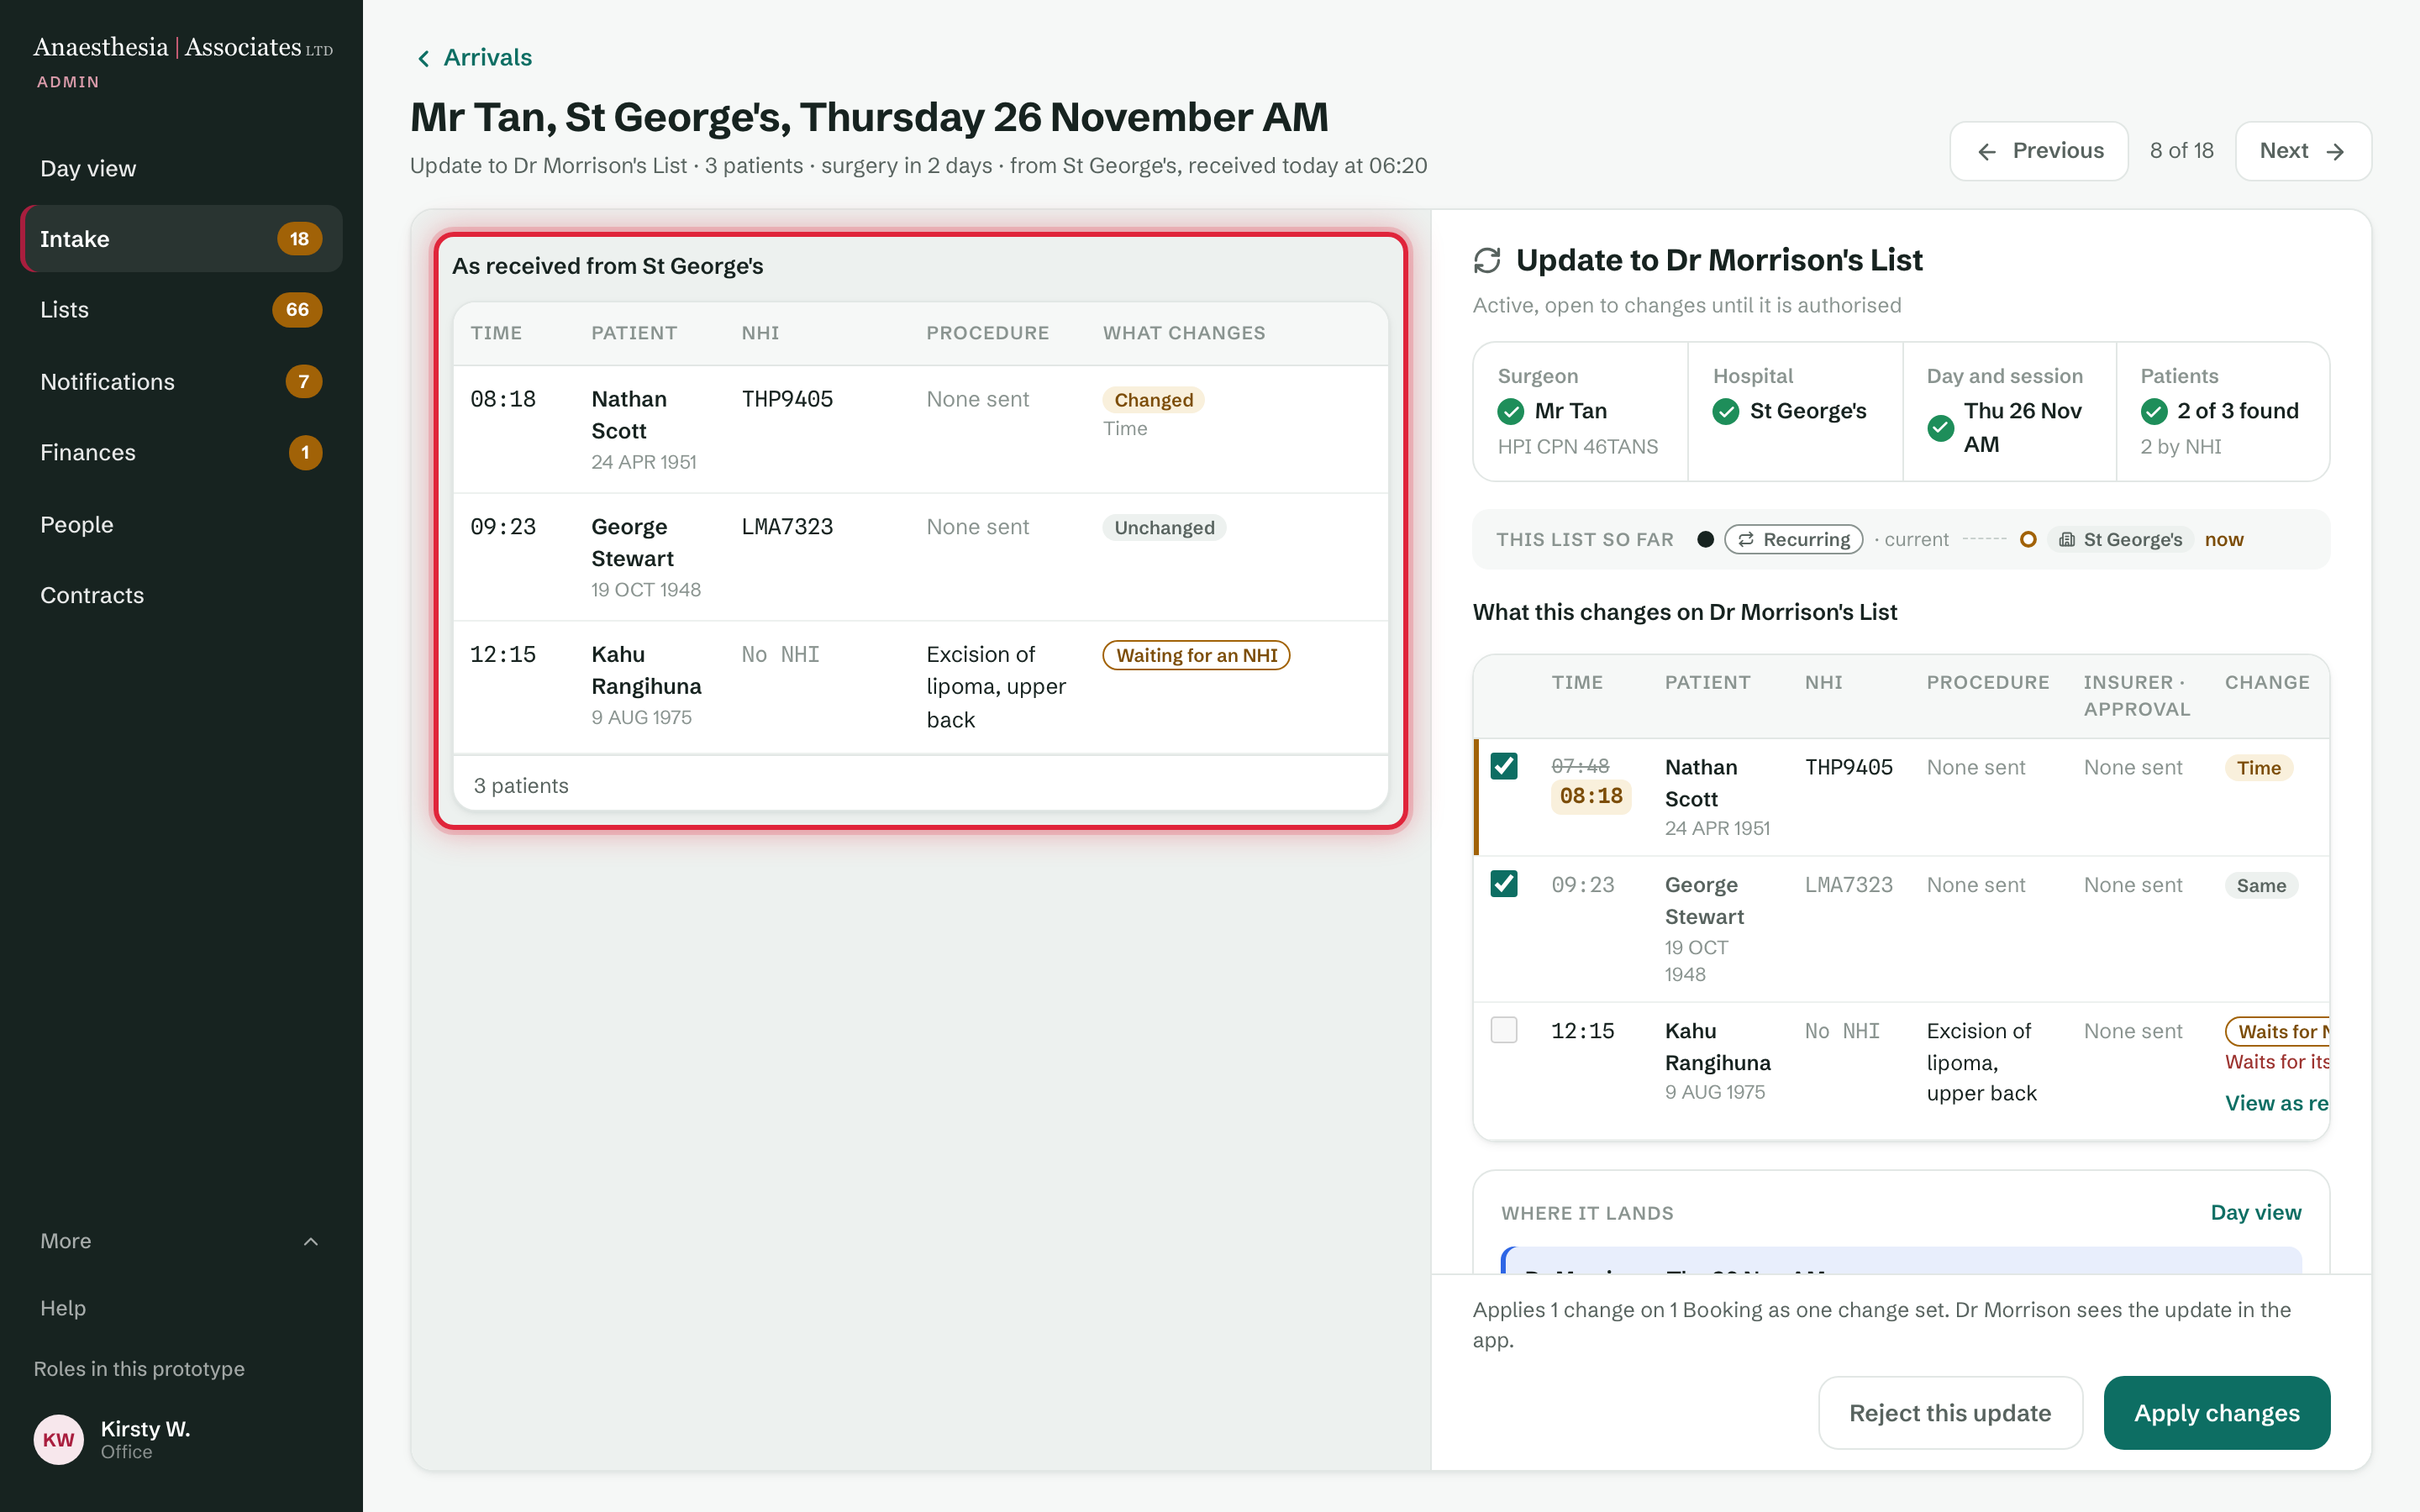 Anaesthesia | Associates LTD
ADMIN
Day view
Intake 18
Lists 66
Notifications 7
Finances 1
People
Contracts
More
Help
Roles in this prototype
KW Kirsty W.
Office
Arrivals
Mr Tan, St George's, Thursday 26 November AM
Update to Dr Morrison's List · 3 patients · surgery in 2 days · from St George's, received today at 06:20
Previous 8 of 18 Next
As received from St George's
TIME PATIENT NHI PROCEDURE WHAT CHANGES
08:18 Nathan THP9405 None sent Changed
Scott Time
24 APR 1951
09:23 George LMA7323 None sent Unchanged
Stewart
19 OCT 1948
12:15 Kahu No NHI Excision of Waiting for an NHI
Rangihuna lipoma, upper
9 AUG 1975 back
3 patients
Update to Dr Morrison's List
Active, open to changes until it is authorised
Surgeon Hospital Day and session Patients
Mr Tan St George's Thu 26 Nov 2 of 3 found
HPI CPN 46TANS AM 2 by NHI
THIS LIST SO FAR Recurring · current St George's now
What this changes on Dr Morrison's List
TIME PATIENT NHI PROCEDURE INSURER · CHANGE
APPROVAL
07:48 Nathan THP9405 None sent None sent Time
08:18 Scott
24 APR 1951
09:23 George LMA7323 None sent None sent Same
Stewart
19 OCT
1948
12:15 Kahu No NHI Excision of None sent Waits for N
Rangihuna lipoma, Waits for its
9 AUG 1975 upper back View as re
WHERE IT LANDS Day view
Applies 1 change on 1 Booking as one change set. Dr Morrison sees the update in the
app.
Reject this update Apply changes